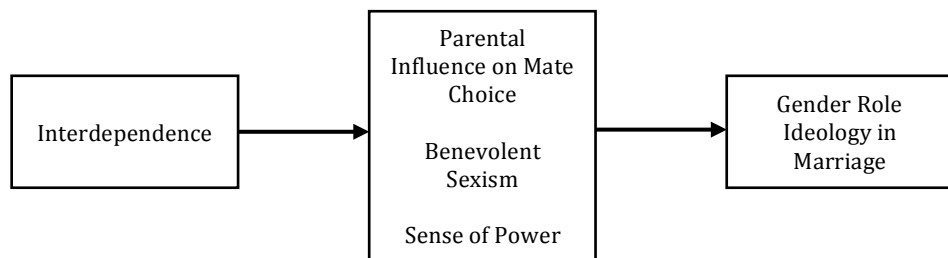 Interdependence
Parental
Influence on Mate
Choice
Benevolent
Sexism
Sense of Power
Gender Role
Ideology in
Marriage